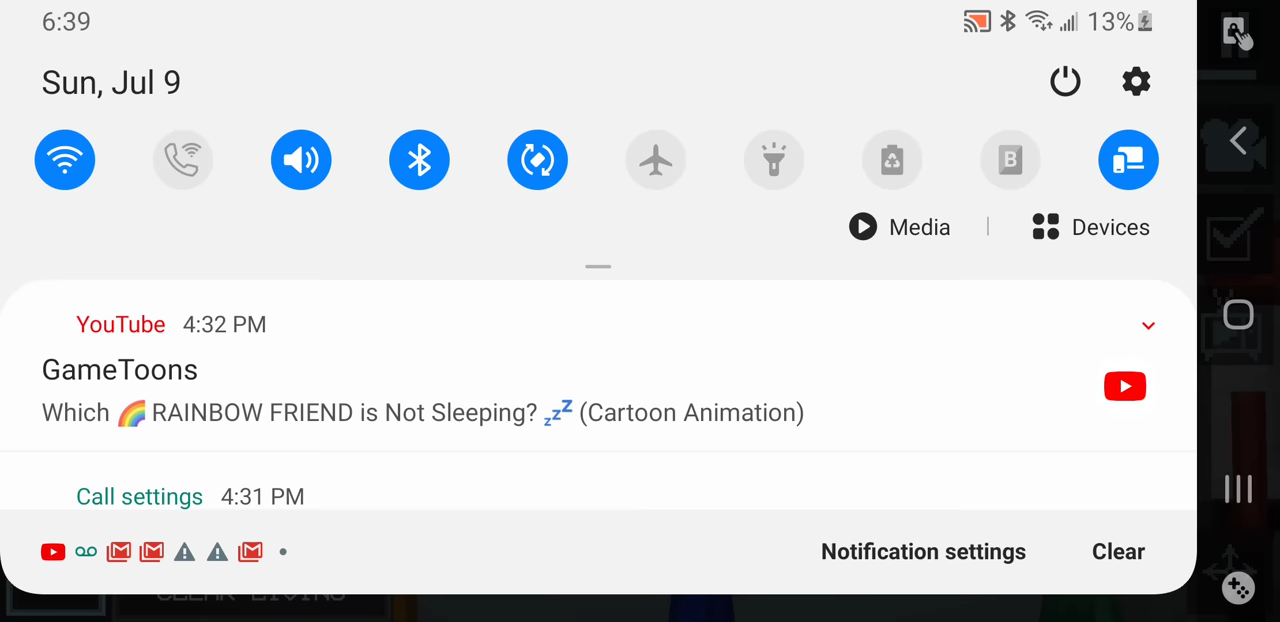 6:39 13%
Sun, Jul 9
B
Media | Devices
YouTube 4:32 PM
GameToons
Which 🌈 RAINBOW FRIEND is Not Sleeping? 💤 (Cartoon Animation)
Call settings 4:31 PM
Notification settings Clear